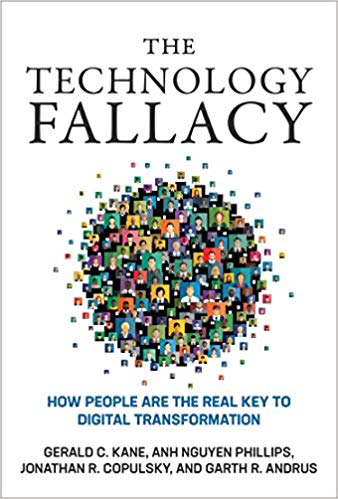 THE
TECHNOLOGY
FALLACY
HOW PEOPLE ARE THE REAL KEY TO
DIGITAL TRANSFORMATION
GERALD C. KANE, ANH NGUYEN PHILLIPS,
JONATHAN R. COPULSKY, AND GARTH R. ANDRUS